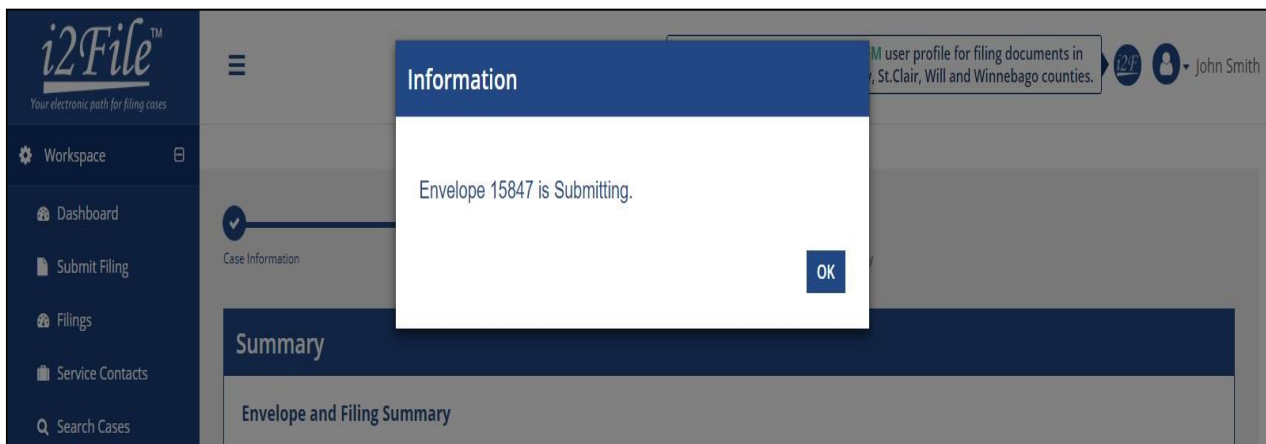 i2File™
Your electronic path for filing cases
M user profile for filing documents in
, St.Clair, Will and Winnebago counties.
i2F
John Smith
Information
Envelope 15847 is Submitting.
OK
Workspace
Dashboard
Submit Filing
Filings
Service Contacts
Search Cases
Case Information
Summary
Envelope and Filing Summary